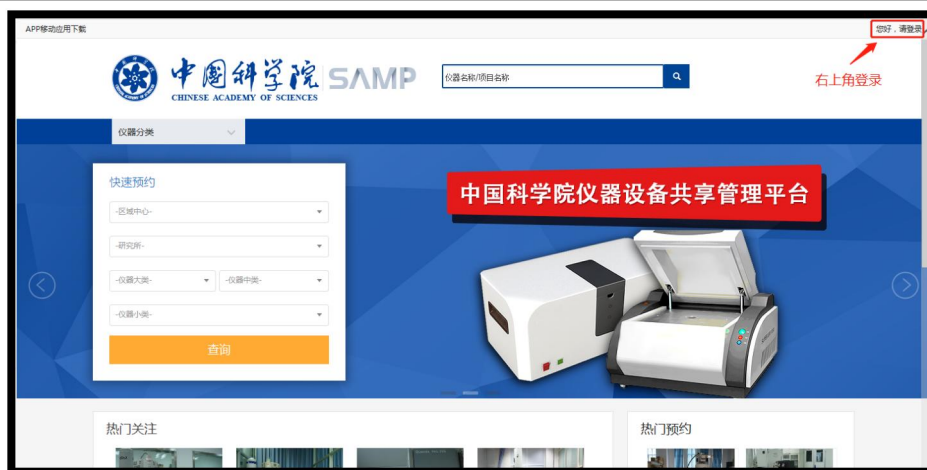 APP移动应用下载
您好，请登录
中国科学院
CHINESE ACADEMY OF SCIENCES
SAMP
仪器名称/项目名称
右上角登录
仪器分类
快速预约
-区域中心-
-研究所-
-仪器大类-
-仪器中类-
-仪器小类-
查询
中国科学院仪器设备共享管理平台
热门关注
热门预约